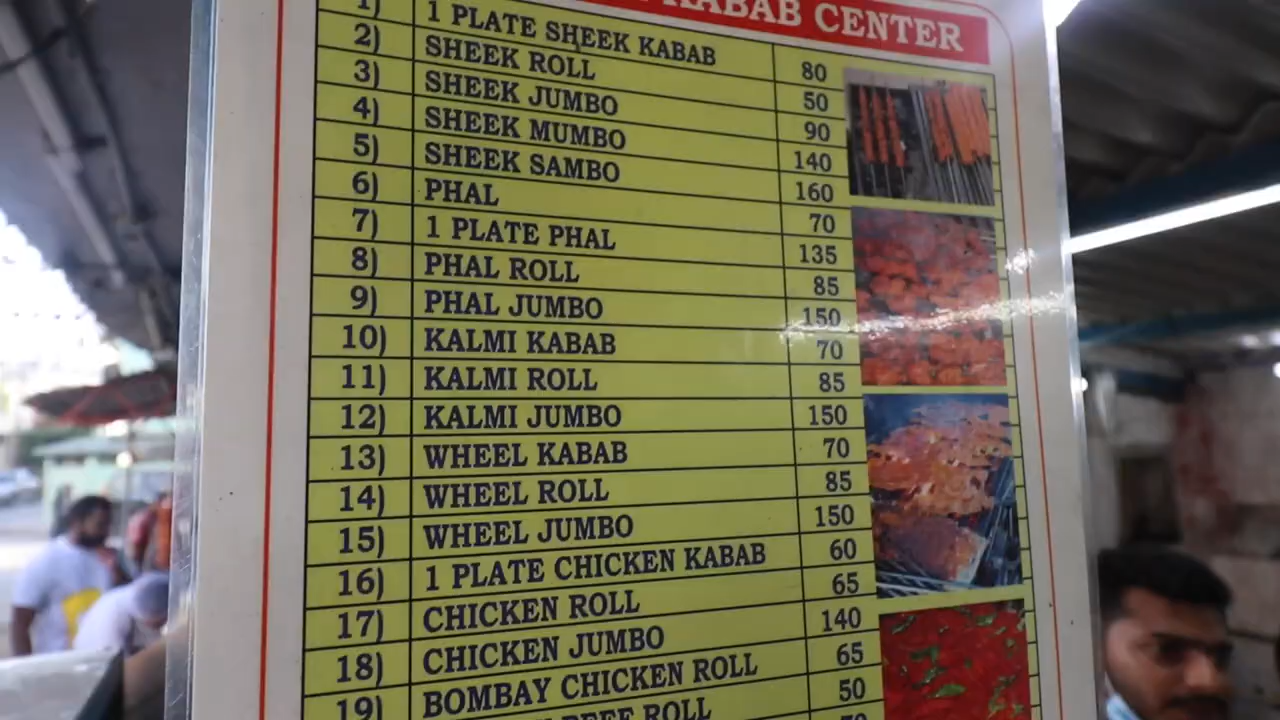 KABAB CENTER
1) 1 PLATE SHEEK KABAB 80
2) SHEEK ROLL 50
3) SHEEK JUMBO 90
4) SHEEK MUMBO 140
5) SHEEK SAMBO 160
6) PHAL 70
7) 1 PLATE PHAL 135
8) PHAL ROLL 85
9) PHAL JUMBO 150
10) KALMI KABAB 70
11) KALMI ROLL 85
12) KALMI JUMBO 150
13) WHEEL KABAB 70
14) WHEEL ROLL 85
15) WHEEL JUMBO 150
16) 1 PLATE CHICKEN KABAB 60
17) CHICKEN ROLL 65
18) CHICKEN JUMBO 140
19) BOMBAY CHICKEN ROLL 65
BEEF ROLL 50